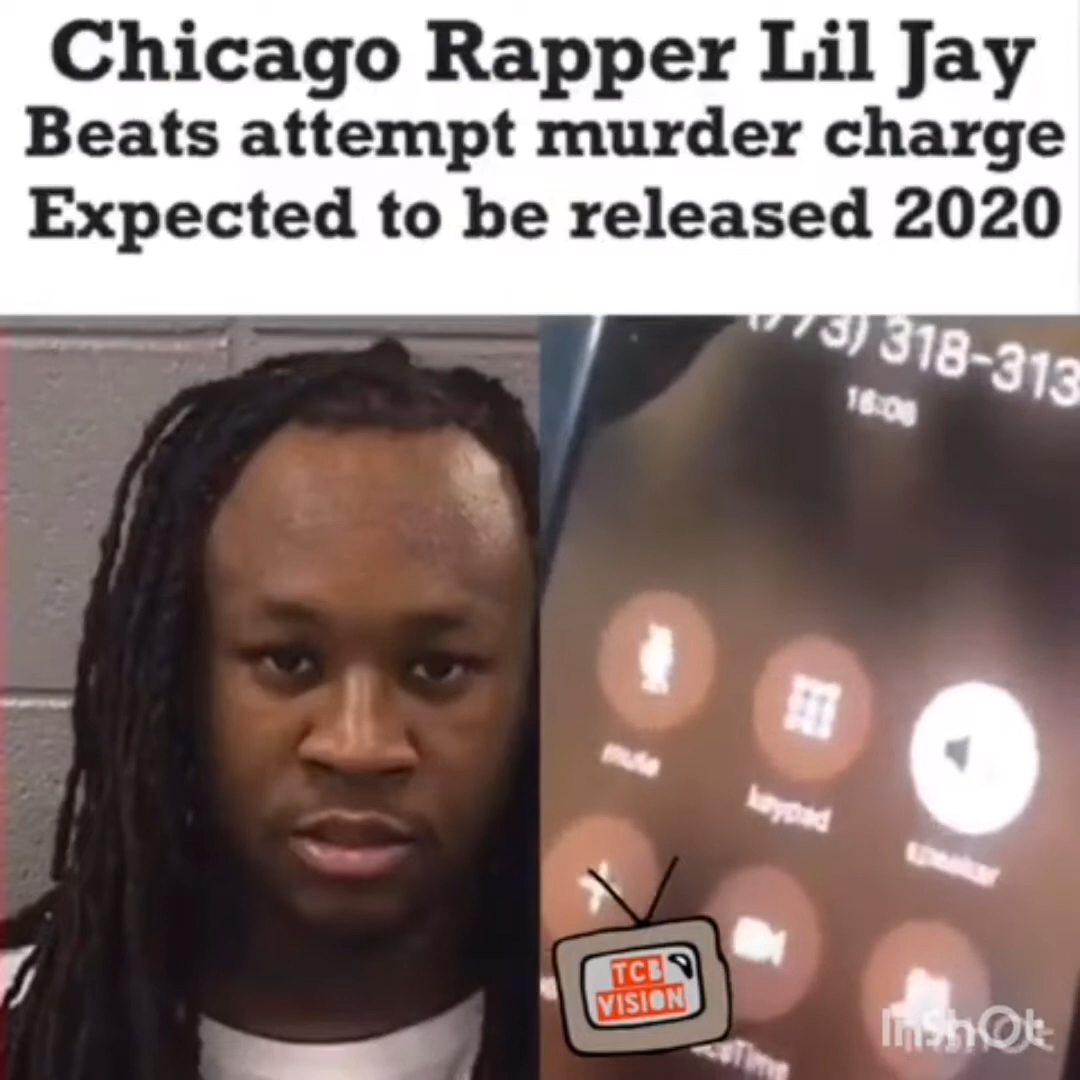 Chicago Rapper Lil Jay
Beats attempt murder charge
Expected to be released 2020
318-313
16:06
mute
keypad
speaker
TCB
VISION
InShOt